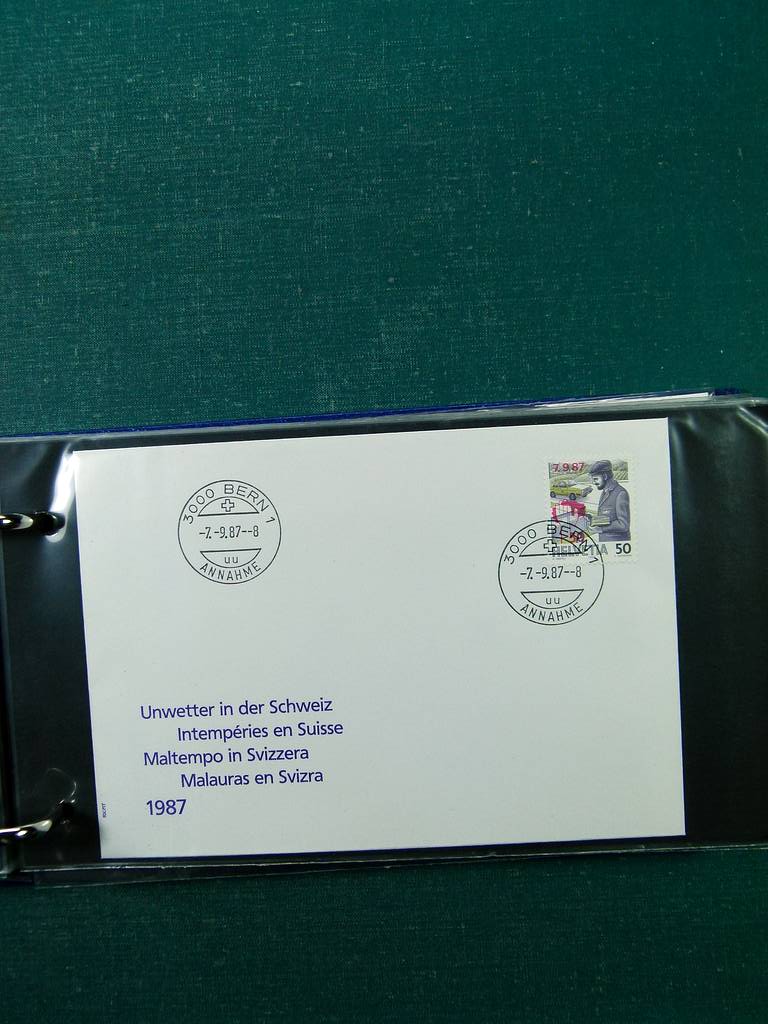 3000 BERN 1
-7.-9.87--8
uu
ANNAHME
7.9.87
50
HELVETIA 50
3000 BERN 1
-7.-9.87--8
uu
ANNAHME
Unwetter in der Schweiz
Intempéries en Suisse
Maltempo in Svizzera
Malauras en Svizra
1987